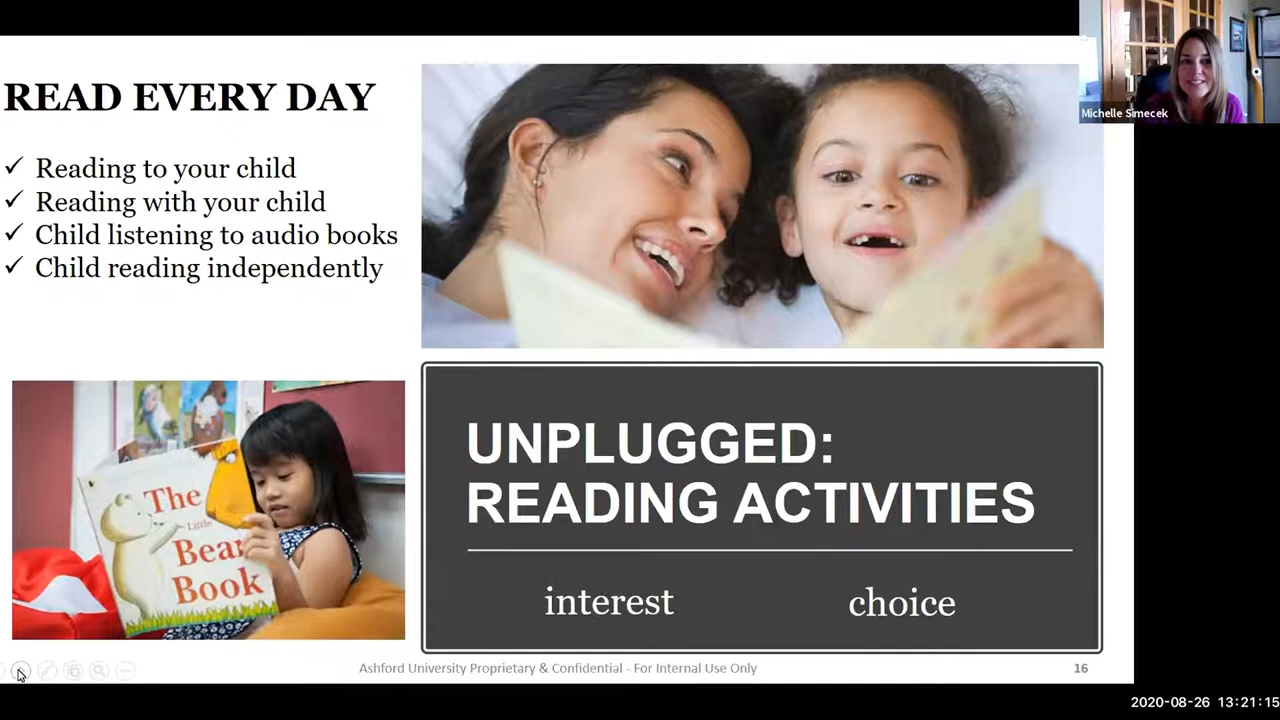 READ EVERY DAY
✓ Reading to your child
✓ Reading with your child
✓ Child listening to audio books
✓ Child reading independently
Michelle Simecek
The
Little
Bear
Book
UNPLUGGED:
READING ACTIVITIES
interest choice
Ashford University Proprietary & Confidential - For Internal Use Only 16
2020-08-26 13:21:15